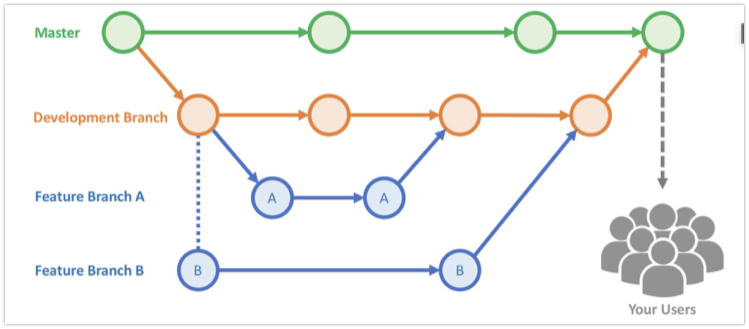 Master
Development Branch
Feature Branch A
A
A
Feature Branch B
B
B
Your Users